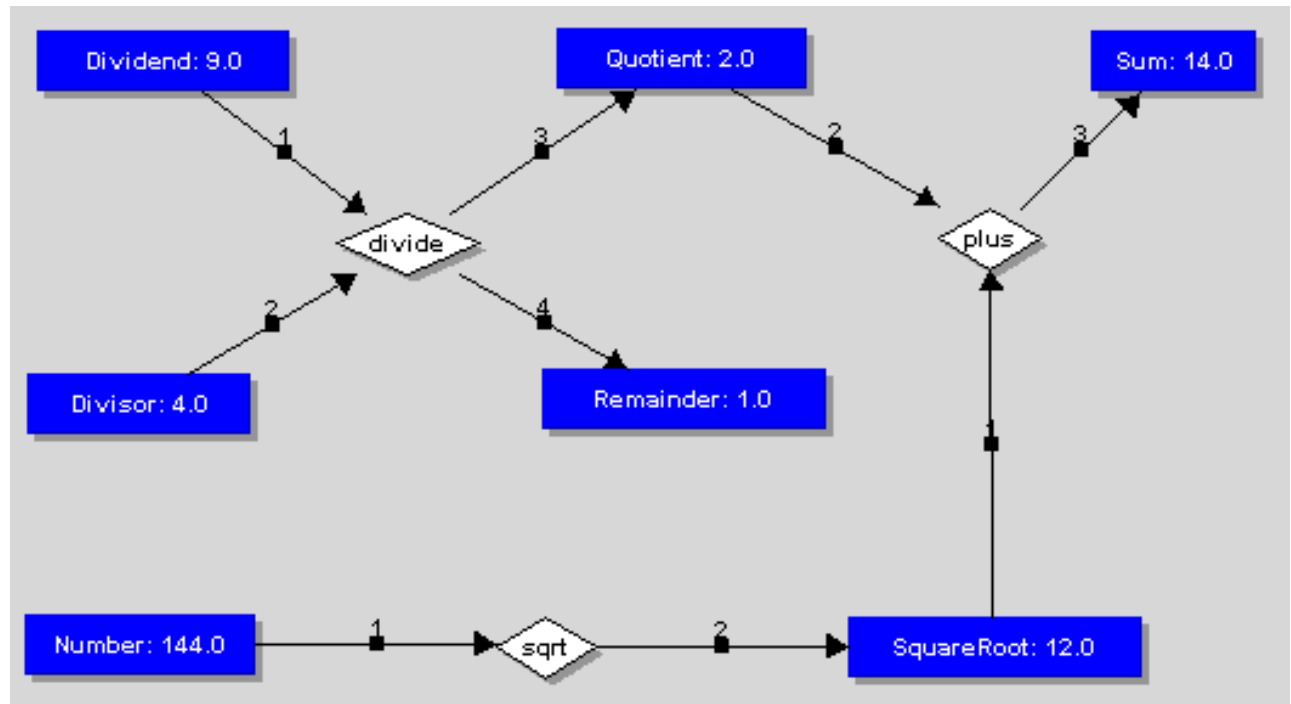 Dividend: 9.0
Quotient: 2.0
Sum: 14.0
1
3
2
3
divide
plus
2
4
Divisor: 4.0
Remainder: 1.0
1
Number: 144.0
1
sqrt
2
SquareRoot: 12.0